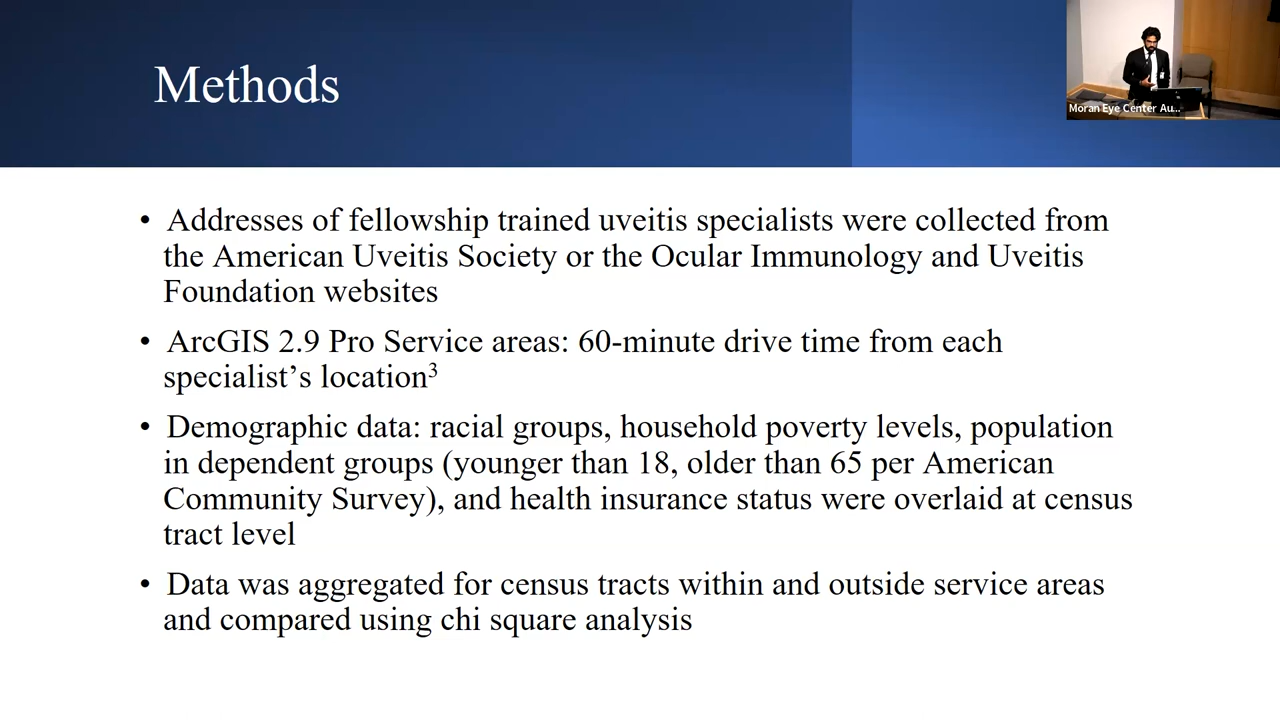 Methods
Moran Eye Center Au...
• Addresses of fellowship trained uveitis specialists were collected from
the American Uveitis Society or the Ocular Immunology and Uveitis
Foundation websites
• ArcGIS 2.9 Pro Service areas: 60-minute drive time from each
specialist’s location³
• Demographic data: racial groups, household poverty levels, population
in dependent groups (younger than 18, older than 65 per American
Community Survey), and health insurance status were overlaid at census
tract level
• Data was aggregated for census tracts within and outside service areas
and compared using chi square analysis